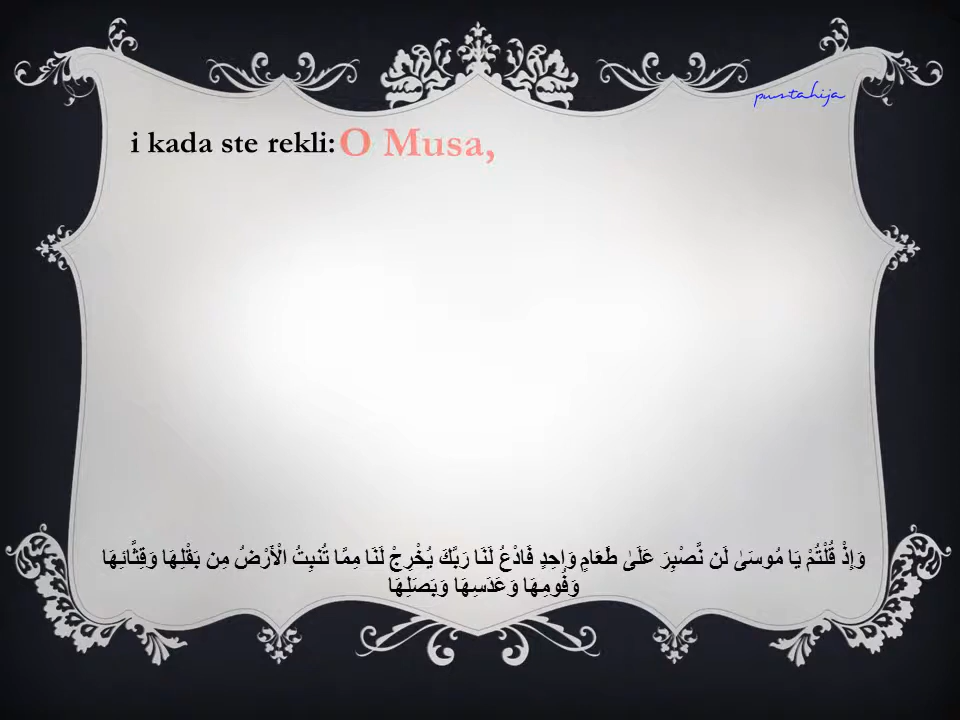 pustahija
i kada ste rekli: O Musa,
وَإِذْ قُلْتُمْ يَا مُوسَىٰ لَن نَّصْبِرَ عَلَىٰ طَعَامٍ وَاحِدٍ فَادْعُ لَنَا رَبَّكَ يُخْرِجْ لَنَا مِمَّا تُنبِتُ الْأَرْضُ مِن بَقْلِهَا وَقِثَّائِهَا
وَفُومِهَا وَعَدَسِهَا وَبَصَلِهَا